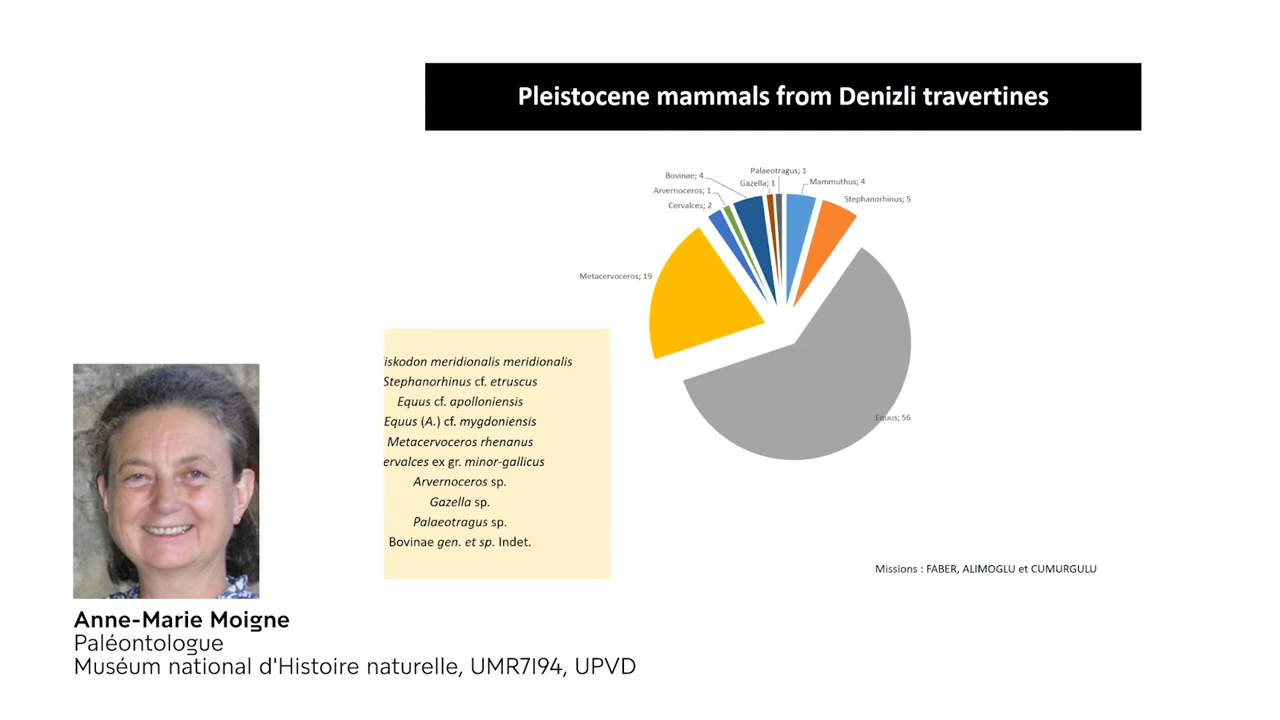 Pleistocene mammals from Denizli travertines
Palaeotragus; 1
Bovinae; 4
Gazella; 1
Mammuthus; 4
Arvernoceros; 1
Stephanorhinus; 5
Cervalces; 2
Metacervoceros; 19
Equus; 56
iskodon meridionalis meridionalis
Stephanorhinus cf. etruscus
Equus cf. apolloniensis
Equus (A.) cf. mygdoniensis
Metacervoceros rhenanus
ervalces ex gr. minor-gallicus
Arvernoceros sp.
Gazella sp.
Palaeotragus sp.
Bovinae gen. et sp. Indet.
Missions : FABER, ALIMOGLU et CUMURGULU
Anne-Marie Moigne
Paléontologue
Muséum national d'Histoire naturelle, UMR7194, UPVD